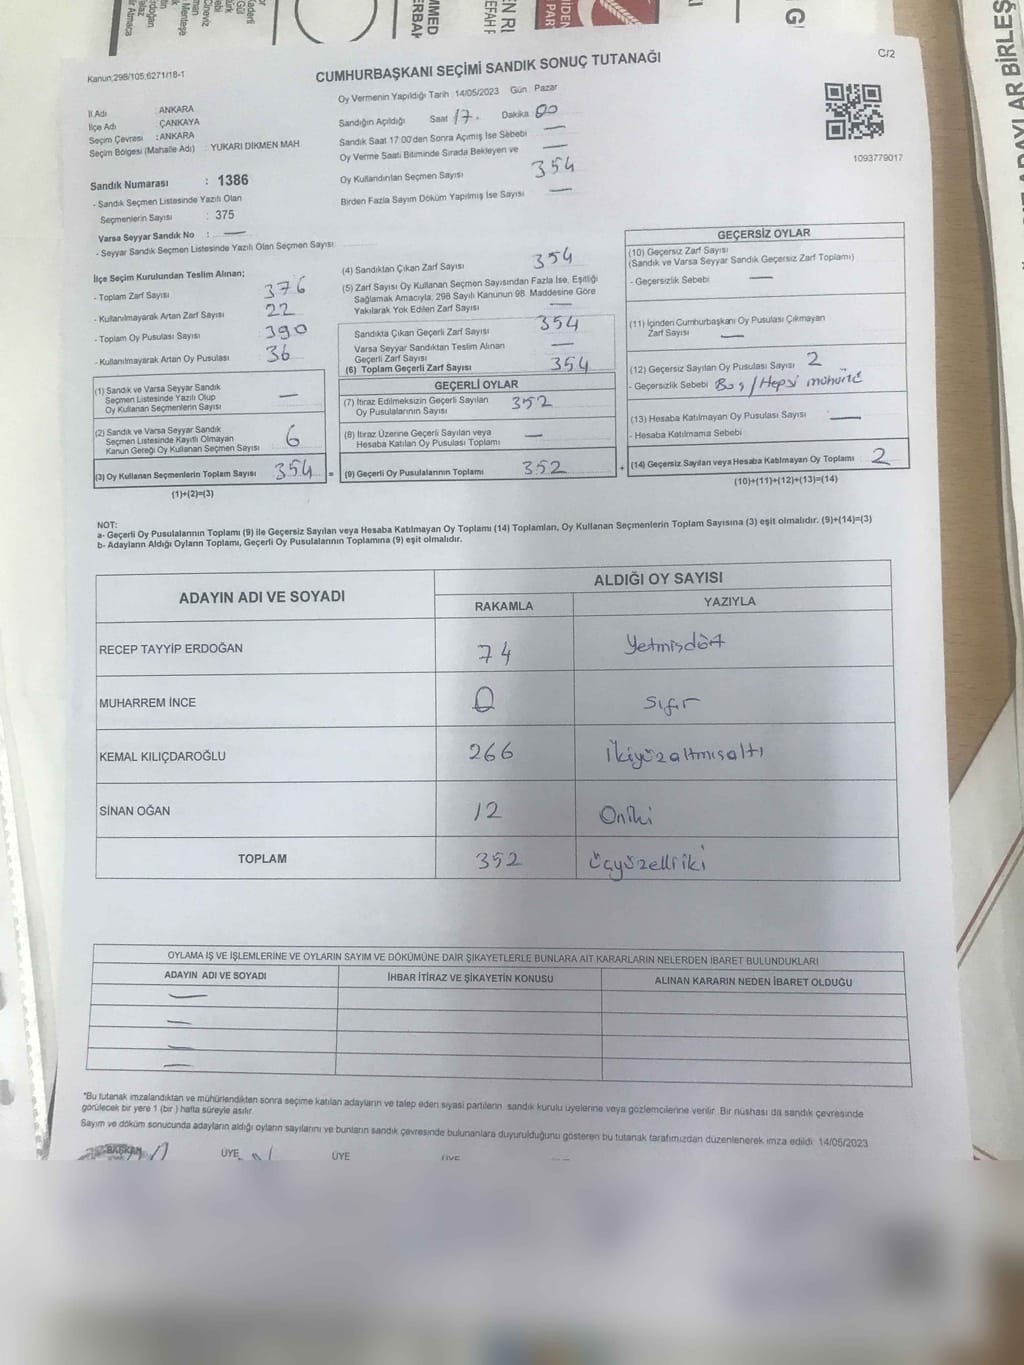 Kanun;298/105;6271/18-1
CUMHURBAŞKANI SEÇİMİ SANDIK SONUÇ TUTANAĞI
C/2
İl Adı : ANKARA
İlçe Adı : ÇANKAYA
Seçim Çevresi : ANKARA
Seçim Bölgesi (Mahalle Adı) : YUKARI DİKMEN MAH.
Sandık Numarası : 1386
- Sandık Seçmen Listesinde Yazılı Olan
Seçmenlerin Sayısı : 375
Varsa Seyyar Sandık No : —
- Seyyar Sandık Seçmen Listesinde Yazılı Olan Seçmen Sayısı
Oy Vermenin Yapıldığı Tarih : 14/05/2023 Gün : Pazar
Sandığın Açıldığı Saat 17. Dakika 00
Sandık Saat 17:00'den Sonra Açmış İse Sebebi —
Oy Verme Saati Bitiminde Sırada Bekleyen ve —
Oy Kullandırılan Seçmen Sayısı 354
Birden Fazla Sayım Döküm Yapılmış İse Sayısı —
1093779017
İlçe Seçim Kurulundan Teslim Alınan;
- Toplam Zarf Sayısı 376
- Kullanılmayarak Artan Zarf Sayısı 22
- Toplam Oy Pusulası Sayısı 390
- Kullanılmayarak Artan Oy Pusulası 36
(1) Sandık ve Varsa Seyyar Sandık
Seçmen Listesinde Yazılı Olup
Oy Kullanan Seçmenlerin Sayısı —
(2) Sandık ve Varsa Seyyar Sandık
Seçmen Listesinde Kayıtlı Olmayan
Kanun Gereği Oy Kullanan Seçmen Sayısı 6
(3) Oy Kullanan Seçmenlerin Toplam Sayısı 354 =
(1)+(2)=(3)
(4) Sandıktan Çıkan Zarf Sayısı 354
(5) Zarf Sayısı Oy Kullanan Seçmen Sayısından Fazla İse, Eşitliği
Sağlamak Amacıyla, 298 Sayılı Kanunun 98. Maddesine Göre
Yakılarak Yok Edilen Zarf Sayısı —
Sandıkta Çıkan Geçerli Zarf Sayısı 354
Varsa Seyyar Sandıktan Teslim Alınan
Geçerli Zarf Sayısı —
(6) Toplam Geçerli Zarf Sayısı 354
GEÇERLİ OYLAR
(7) İtiraz Edilmeksizin Geçerli Sayılan
Oy Pusulalarının Sayısı 352
(8) İtiraz Üzerine Geçerli Sayılan veya
Hesaba Katılan Oy Pusulası Toplamı —
(9) Geçerli Oy Pusulalarının Toplamı 352 +
GEÇERSİZ OYLAR
(10) Geçersiz Zarf Sayısı
(Sandık ve Varsa Seyyar Sandık Geçersiz Zarf Toplamı)
- Geçersizlik Sebebi —
(11) İçinden Cumhurbaşkanı Oy Pusulası Çıkmayan
Zarf Sayısı —
(12) Geçersiz Sayılan Oy Pusulası Sayısı 2
- Geçersizlik Sebebi Boş/Hepsi mühürlü
(13) Hesaba Katılmayan Oy Pusulası Sayısı —
- Hesaba Katılmama Sebebi
(14) Geçersiz Sayılan veya Hesaba Katılmayan Oy Toplamı 2
(10)+(11)+(12)+(13)=(14)
NOT:
a- Geçerli Oy Pusulalarının Toplamı (9) ile Geçersiz Sayılan veya Hesaba Katılmayan Oy Toplamı (14) Toplamları, Oy Kullanan Seçmenlerin Toplam Sayısına (3) eşit olmalıdır. (9)+(14)=(3)
b- Adayların Aldığı Oyların Toplamı, Geçerli Oy Pusulalarının Toplamına (9) eşit olmalıdır.
ADAYIN ADI VE SOYADI
ALDIĞI OY SAYISI
RAKAMLA YAZIYLA
RECEP TAYYİP ERDOĞAN 74 Yetmişdört
MUHARREM İNCE 0 Sıfır
KEMAL KILIÇDAROĞLU 266 İkiyüzaltmışaltı
SİNAN OĞAN 12 Oniki
TOPLAM 352 Üçyüzelliiki
OYLAMA İŞ VE İŞLEMLERİNE VE OYLARIN SAYIM VE DÖKÜMÜNE DAİR ŞİKAYETLERLE BUNLARA AİT KARARLARIN NELERDEN İBARET BULUNDUKLARI
ADAYIN ADI VE SOYADI İHBAR İTİRAZ VE ŞİKAYETİN KONUSU ALINAN KARARIN NEDEN İBARET OLDUĞU
—
—
—
—
*Bu tutanak imzalandıktan ve mühürlendikten sonra seçime katılan adayların ve talep eden siyasi partilerin, sandık kurulu üyelerine veya gözlemcilerine verilir. Bir nüshası da sandık çevresinde
görülecek bir yere 1 (bir ) hafta süreyle asılır.
Sayım ve döküm sonucunda adayların aldığı oyların sayılarını ve bunların sandık çevresinde bulunanlara duyurulduğunu gösteren bu tutanak tarafımızdan düzenlenerek imza edildi. 14/05/2023
BAŞKAN ÜYE ÜYE ÜYE